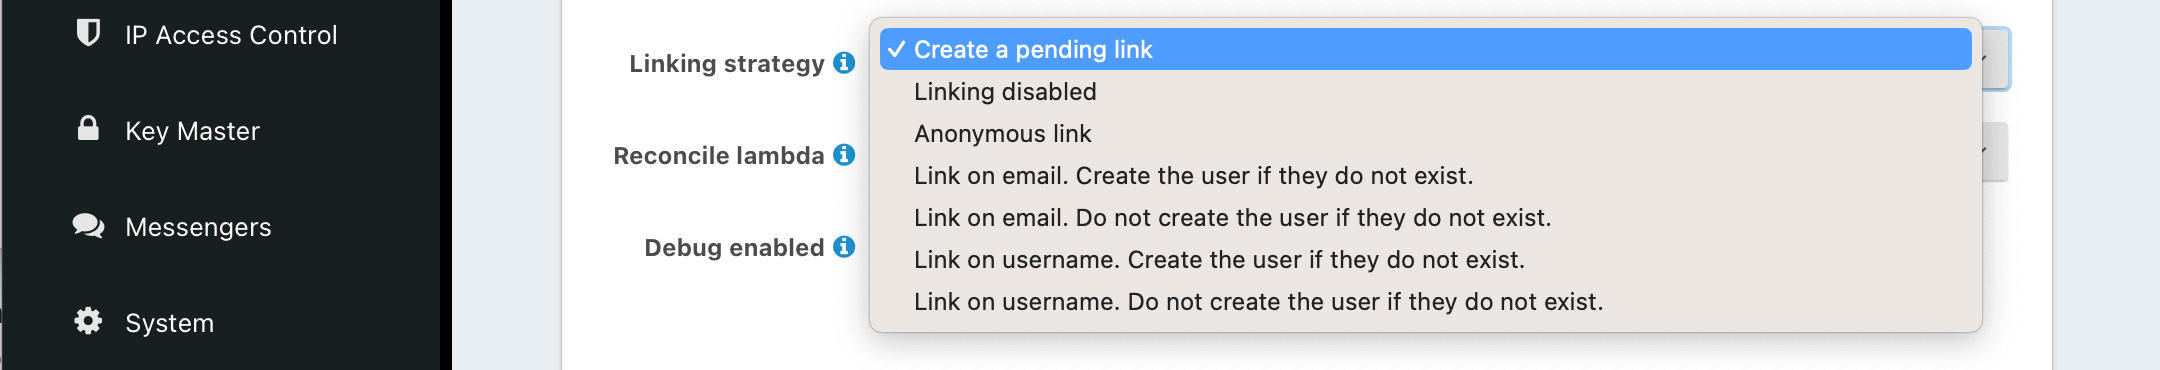 IP Access Control
Key Master
Messengers
System
Linking strategy
Create a pending link
Linking disabled
Anonymous link
Reconcile lambda
Link on email. Create the user if they do not exist.
Link on email. Do not create the user if they do not exist.
Debug enabled
Link on username. Create the user if they do not exist.
Link on username. Do not create the user if they do not exist.